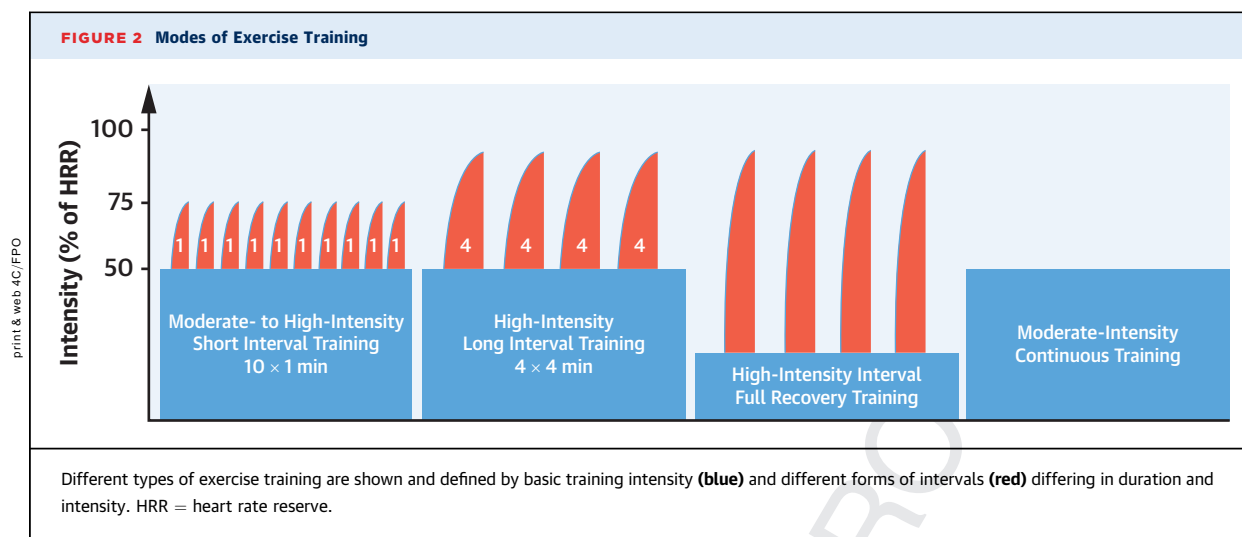 FIGURE 2 Modes of Exercise Training
print & web 4C/FPO
Intensity (% of HRR)
100
75
50
1 1 1 1 1 1 1 1 1 1
4 4 4 4
Moderate- to High-Intensity
Short Interval Training
10 × 1 min
High-Intensity
Long Interval Training
4 × 4 min
High-Intensity Interval
Full Recovery Training
Moderate-Intensity
Continuous Training
Different types of exercise training are shown and defined by basic training intensity (blue) and different forms of intervals (red) differing in duration and
intensity. HRR = heart rate reserve.
RO